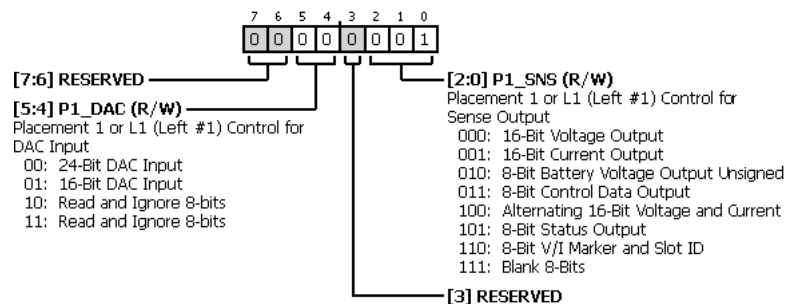 7 6 5 4 3 2 1 0
0 0 0 0 0 0 0 1
[7:6] RESERVED
[5:4] P1_DAC (R/W)
Placement 1 or L1 (Left #1) Control for
DAC Input
00: 24-Bit DAC Input
01: 16-Bit DAC Input
10: Read and Ignore 8-bits
11: Read and Ignore 8-bits
[2:0] P1_SNS (R/W)
Placement 1 or L1 (Left #1) Control for
Sense Output
000: 16-Bit Voltage Output
001: 16-Bit Current Output
010: 8-Bit Battery Voltage Output Unsigned
011: 8-Bit Control Data Output
100: Alternating 16-Bit Voltage and Current
101: 8-Bit Status Output
110: 8-Bit V/I Marker and Slot ID
111: Blank 8-Bits
[3] RESERVED